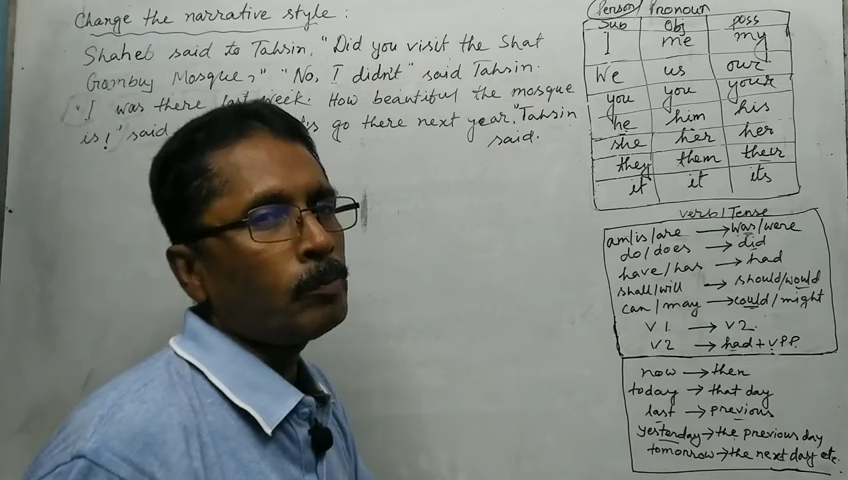 Change the narrative style :
Shaheb said to Tahsin, "Did you visit the Shat
Gombuj Mosque?" "No, I didn't" said Tahsin.
"I was there last week. How beautiful the mosque
is!" said go there next year," Tahsin
said.
(Person) Pronoun
Sub obj poss
I me my
We us our
you you your
he him his
she her her
they them their
it it its
verb/Tense
am/is/are → was/were
do/does → did
have/has → had
shall/will → should/would
can/may → could/might
V1 → V2.
V2 → had + V.P.P.
now → then
today → that day
last → previous
yesterday → the previous day
tomorrow → the next day etc.